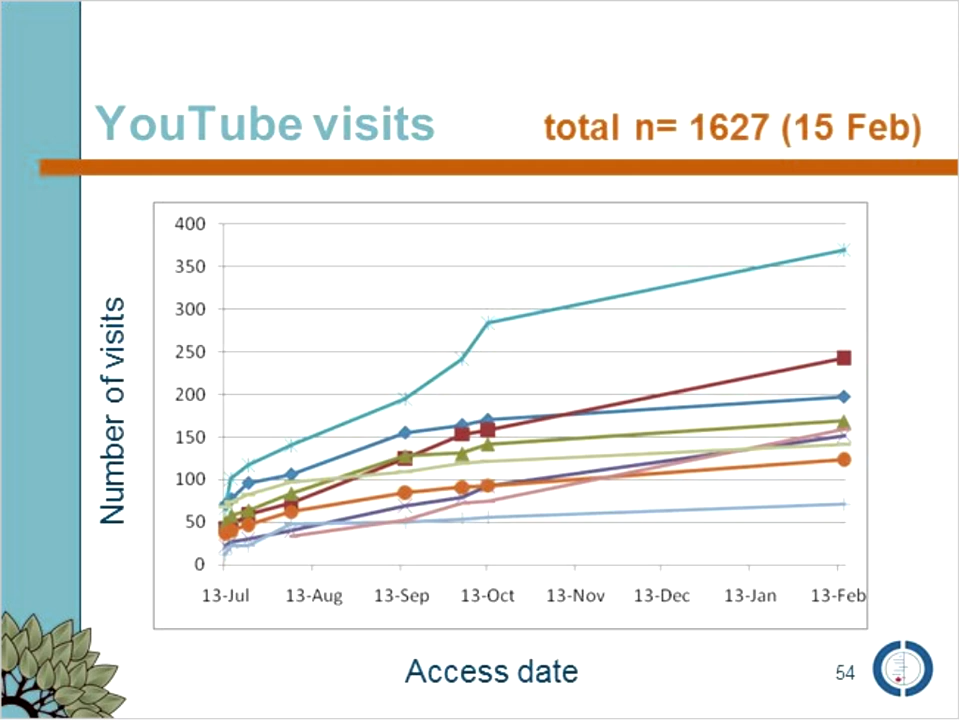 YouTube visits total n= 1627 (15 Feb)
400
350
300
250
200
150
100
50
0
Number of visits
13-Jul 13-Aug 13-Sep 13-Oct 13-Nov 13-Dec 13-Jan 13-Feb
Access date
54